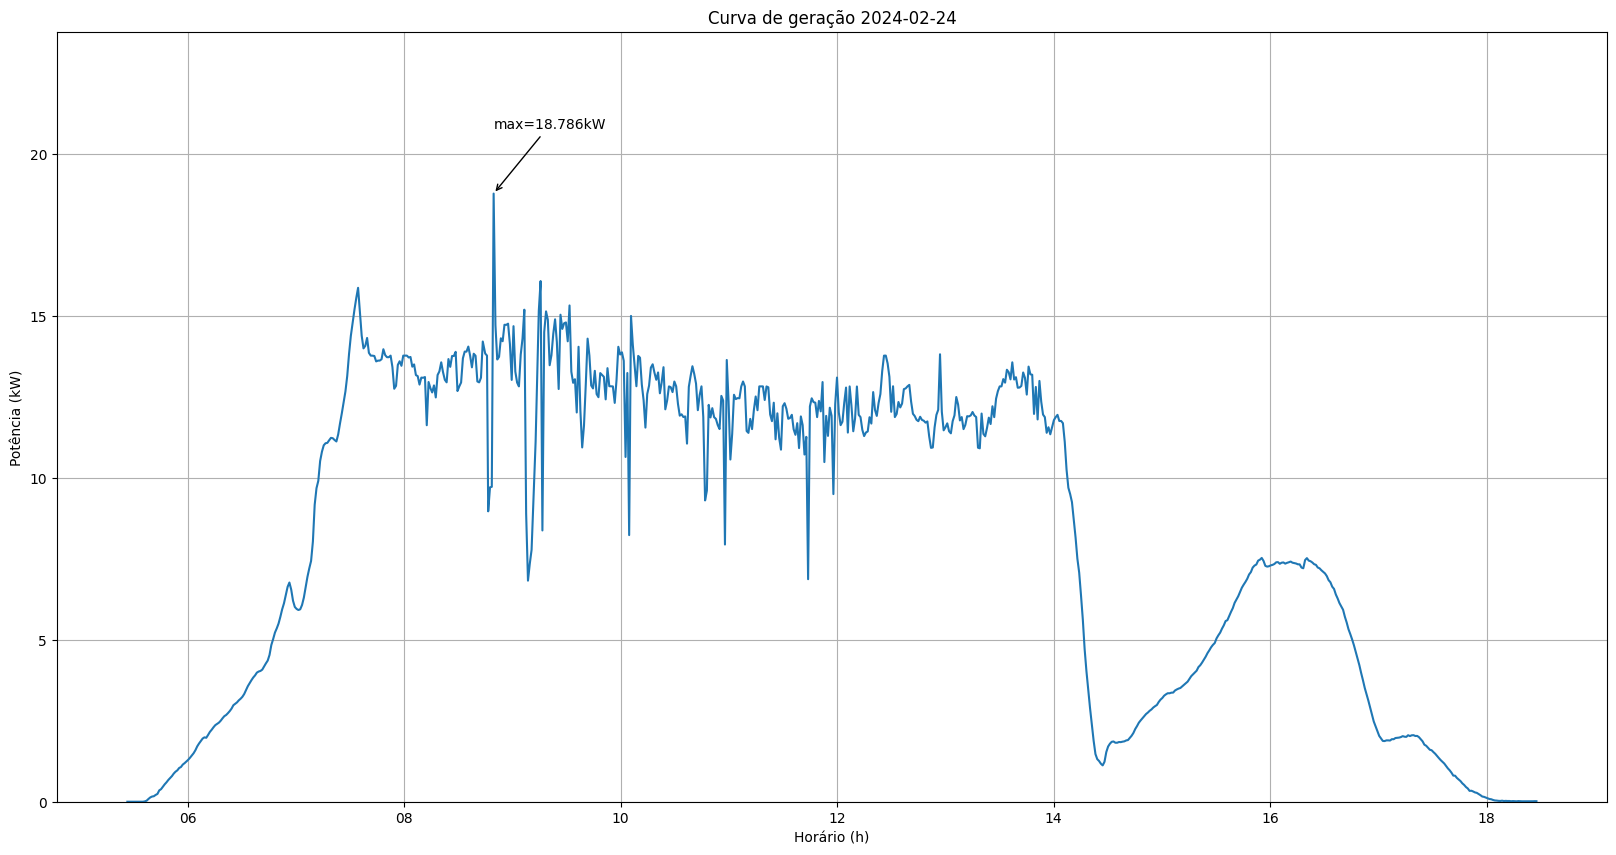 Curva de geração 2024-02-24
max=18.786kW
Potência (kW)
20
15
10
5
0
06 08 10 12 14 16 18
Horário (h)